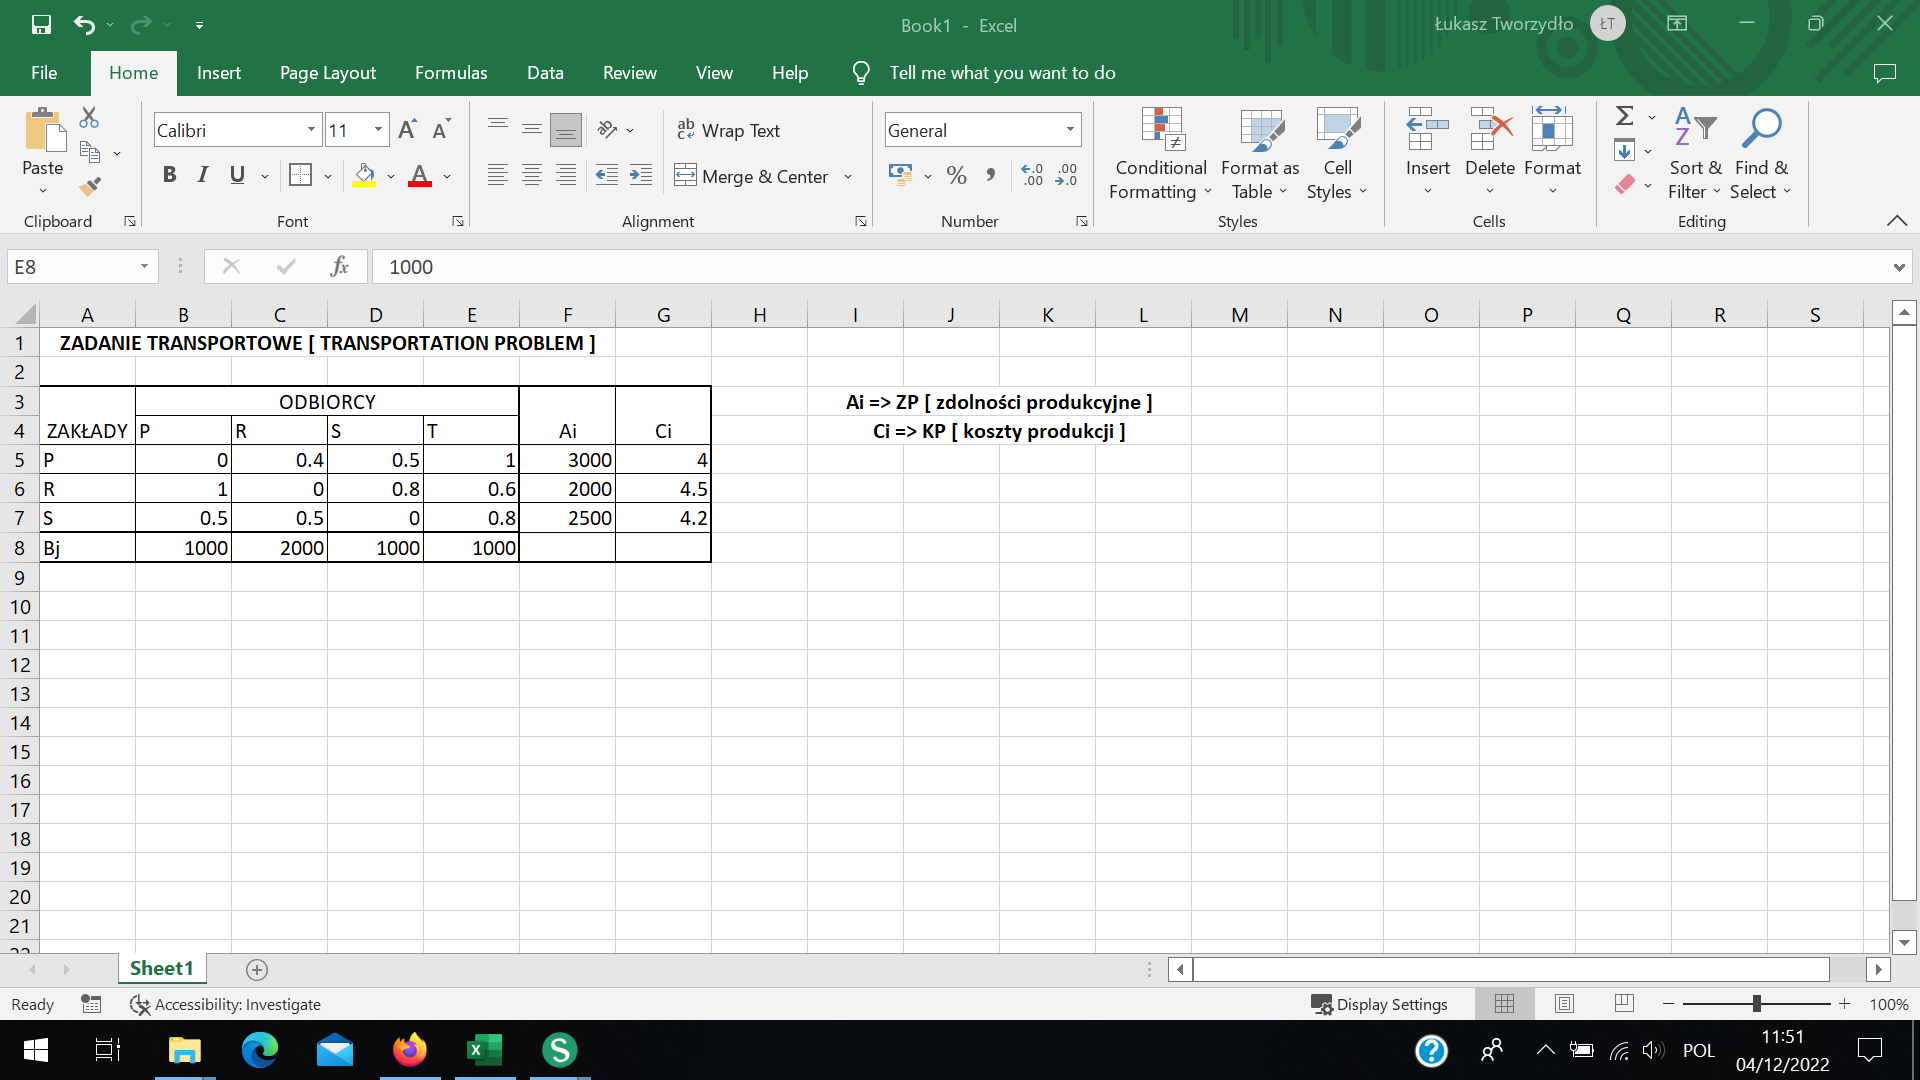 Book1 - Excel
Łukasz Tworzydło ŁT
File Home Insert Page Layout Formulas Data Review View Help Tell me what you want to do
Paste
Clipboard
Calibri 11 A A
B I U A
Font
ab c Wrap Text
Merge & Center
Alignment
General
% , ←.0 .00 .00 →.0
Number
Conditional Formatting
Format as Table
Cell Styles
Styles
Insert Delete Format
Cells
Sort & Filter
Find & Select
Editing
E8 fx 1000
A B C D E F G H I J K L M N O P Q R S
1 ZADANIE TRANSPORTOWE [ TRANSPORTATION PROBLEM ]
2
3 ODBIORCY Ai => ZP [ zdolności produkcyjne ]
4 ZAKŁADY P R S T Ai Ci Ci => KP [ koszty produkcji ]
5 P 0 0.4 0.5 1 3000 4
6 R 1 0 0.8 0.6 2000 4.5
7 S 0.5 0.5 0 0.8 2500 4.2
8 Bj 1000 2000 1000 1000
9
10
11
12
13
14
15
16
17
18
19
20
21
22
Sheet1
Ready Accessibility: Investigate Display Settings 100%
POL
11:51
04/12/2022